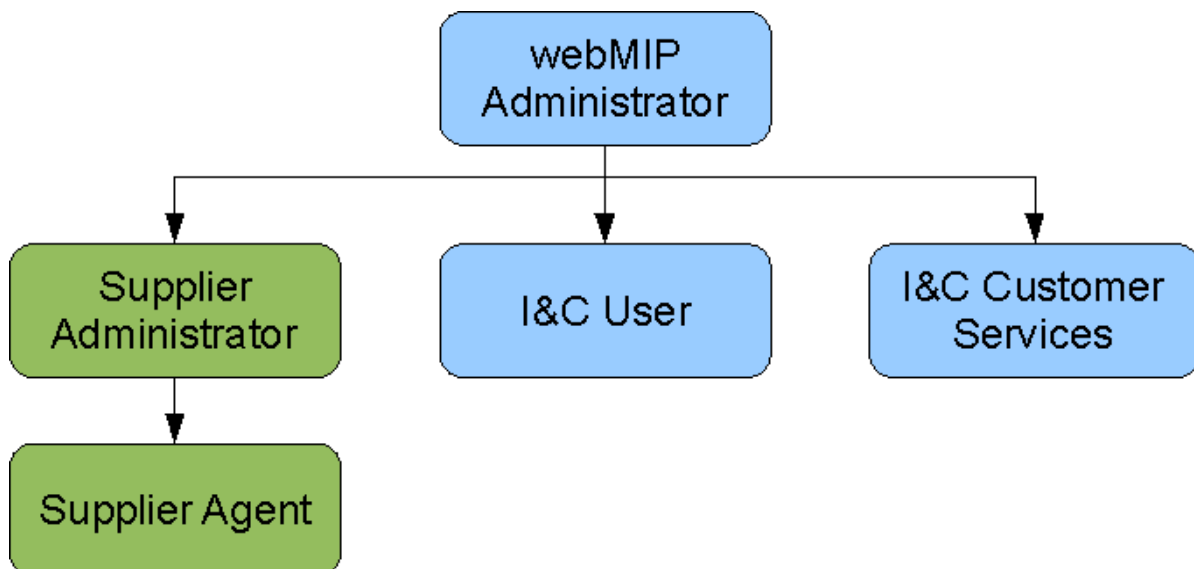 webMIP
Administrator
Supplier
Administrator
I&C User
I&C Customer
Services
Supplier Agent